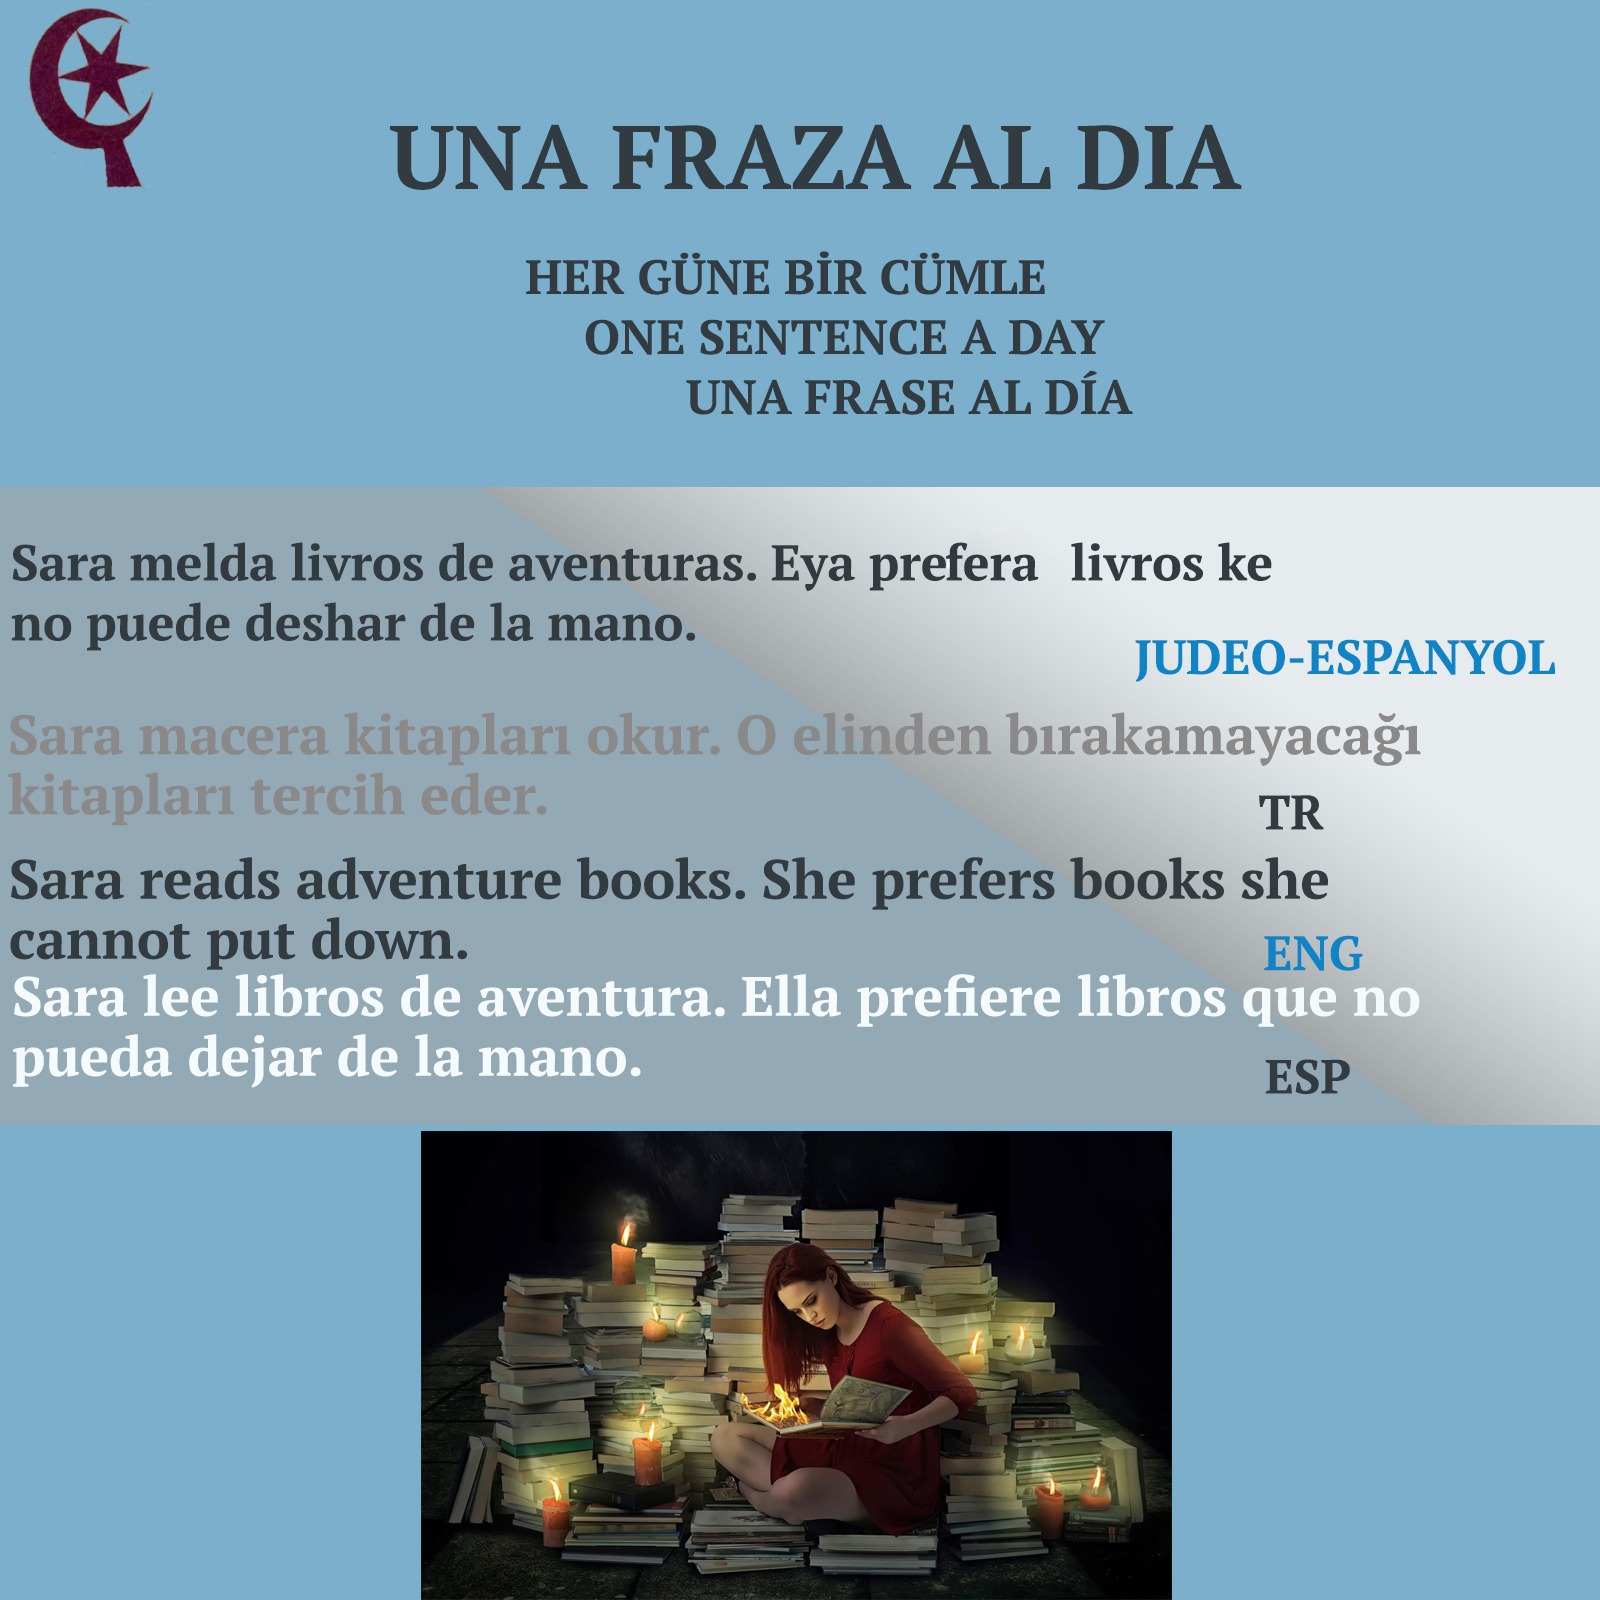 UNA FRAZA AL DIA
HER GÜNE BİR CÜMLE
ONE SENTENCE A DAY
UNA FRASE AL DÍA
Sara melda livros de aventuras. Eya prefera livros ke
no puede deshar de la mano.
JUDEO-ESPANYOL
Sara macera kitapları okur. O elinden bırakamayacağı
kitapları tercih eder.
TR
Sara reads adventure books. She prefers books she
cannot put down.
ENG
Sara lee libros de aventura. Ella prefiere libros que no
pueda dejar de la mano.
ESP